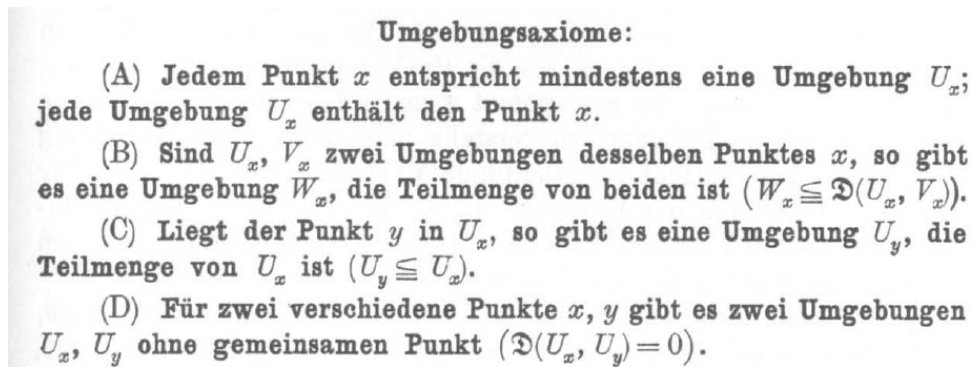 Umgebungsaxiome:
(A) Jedem Punkt x entspricht mindestens eine Umgebung Uₓ;
jede Umgebung Uₓ enthält den Punkt x.
(B) Sind Uₓ, Vₓ zwei Umgebungen desselben Punktes x, so gibt
es eine Umgebung Wₓ, die Teilmenge von beiden ist (Wₓ ≦ 𝔇(Uₓ, Vₓ)).
(C) Liegt der Punkt y in Uₓ, so gibt es eine Umgebung U_y, die
Teilmenge von Uₓ ist (U_y ≦ Uₓ).
(D) Für zwei verschiedene Punkte x, y gibt es zwei Umgebungen
Uₓ, U_y ohne gemeinsamen Punkt (𝔇(Uₓ, U_y) = 0).